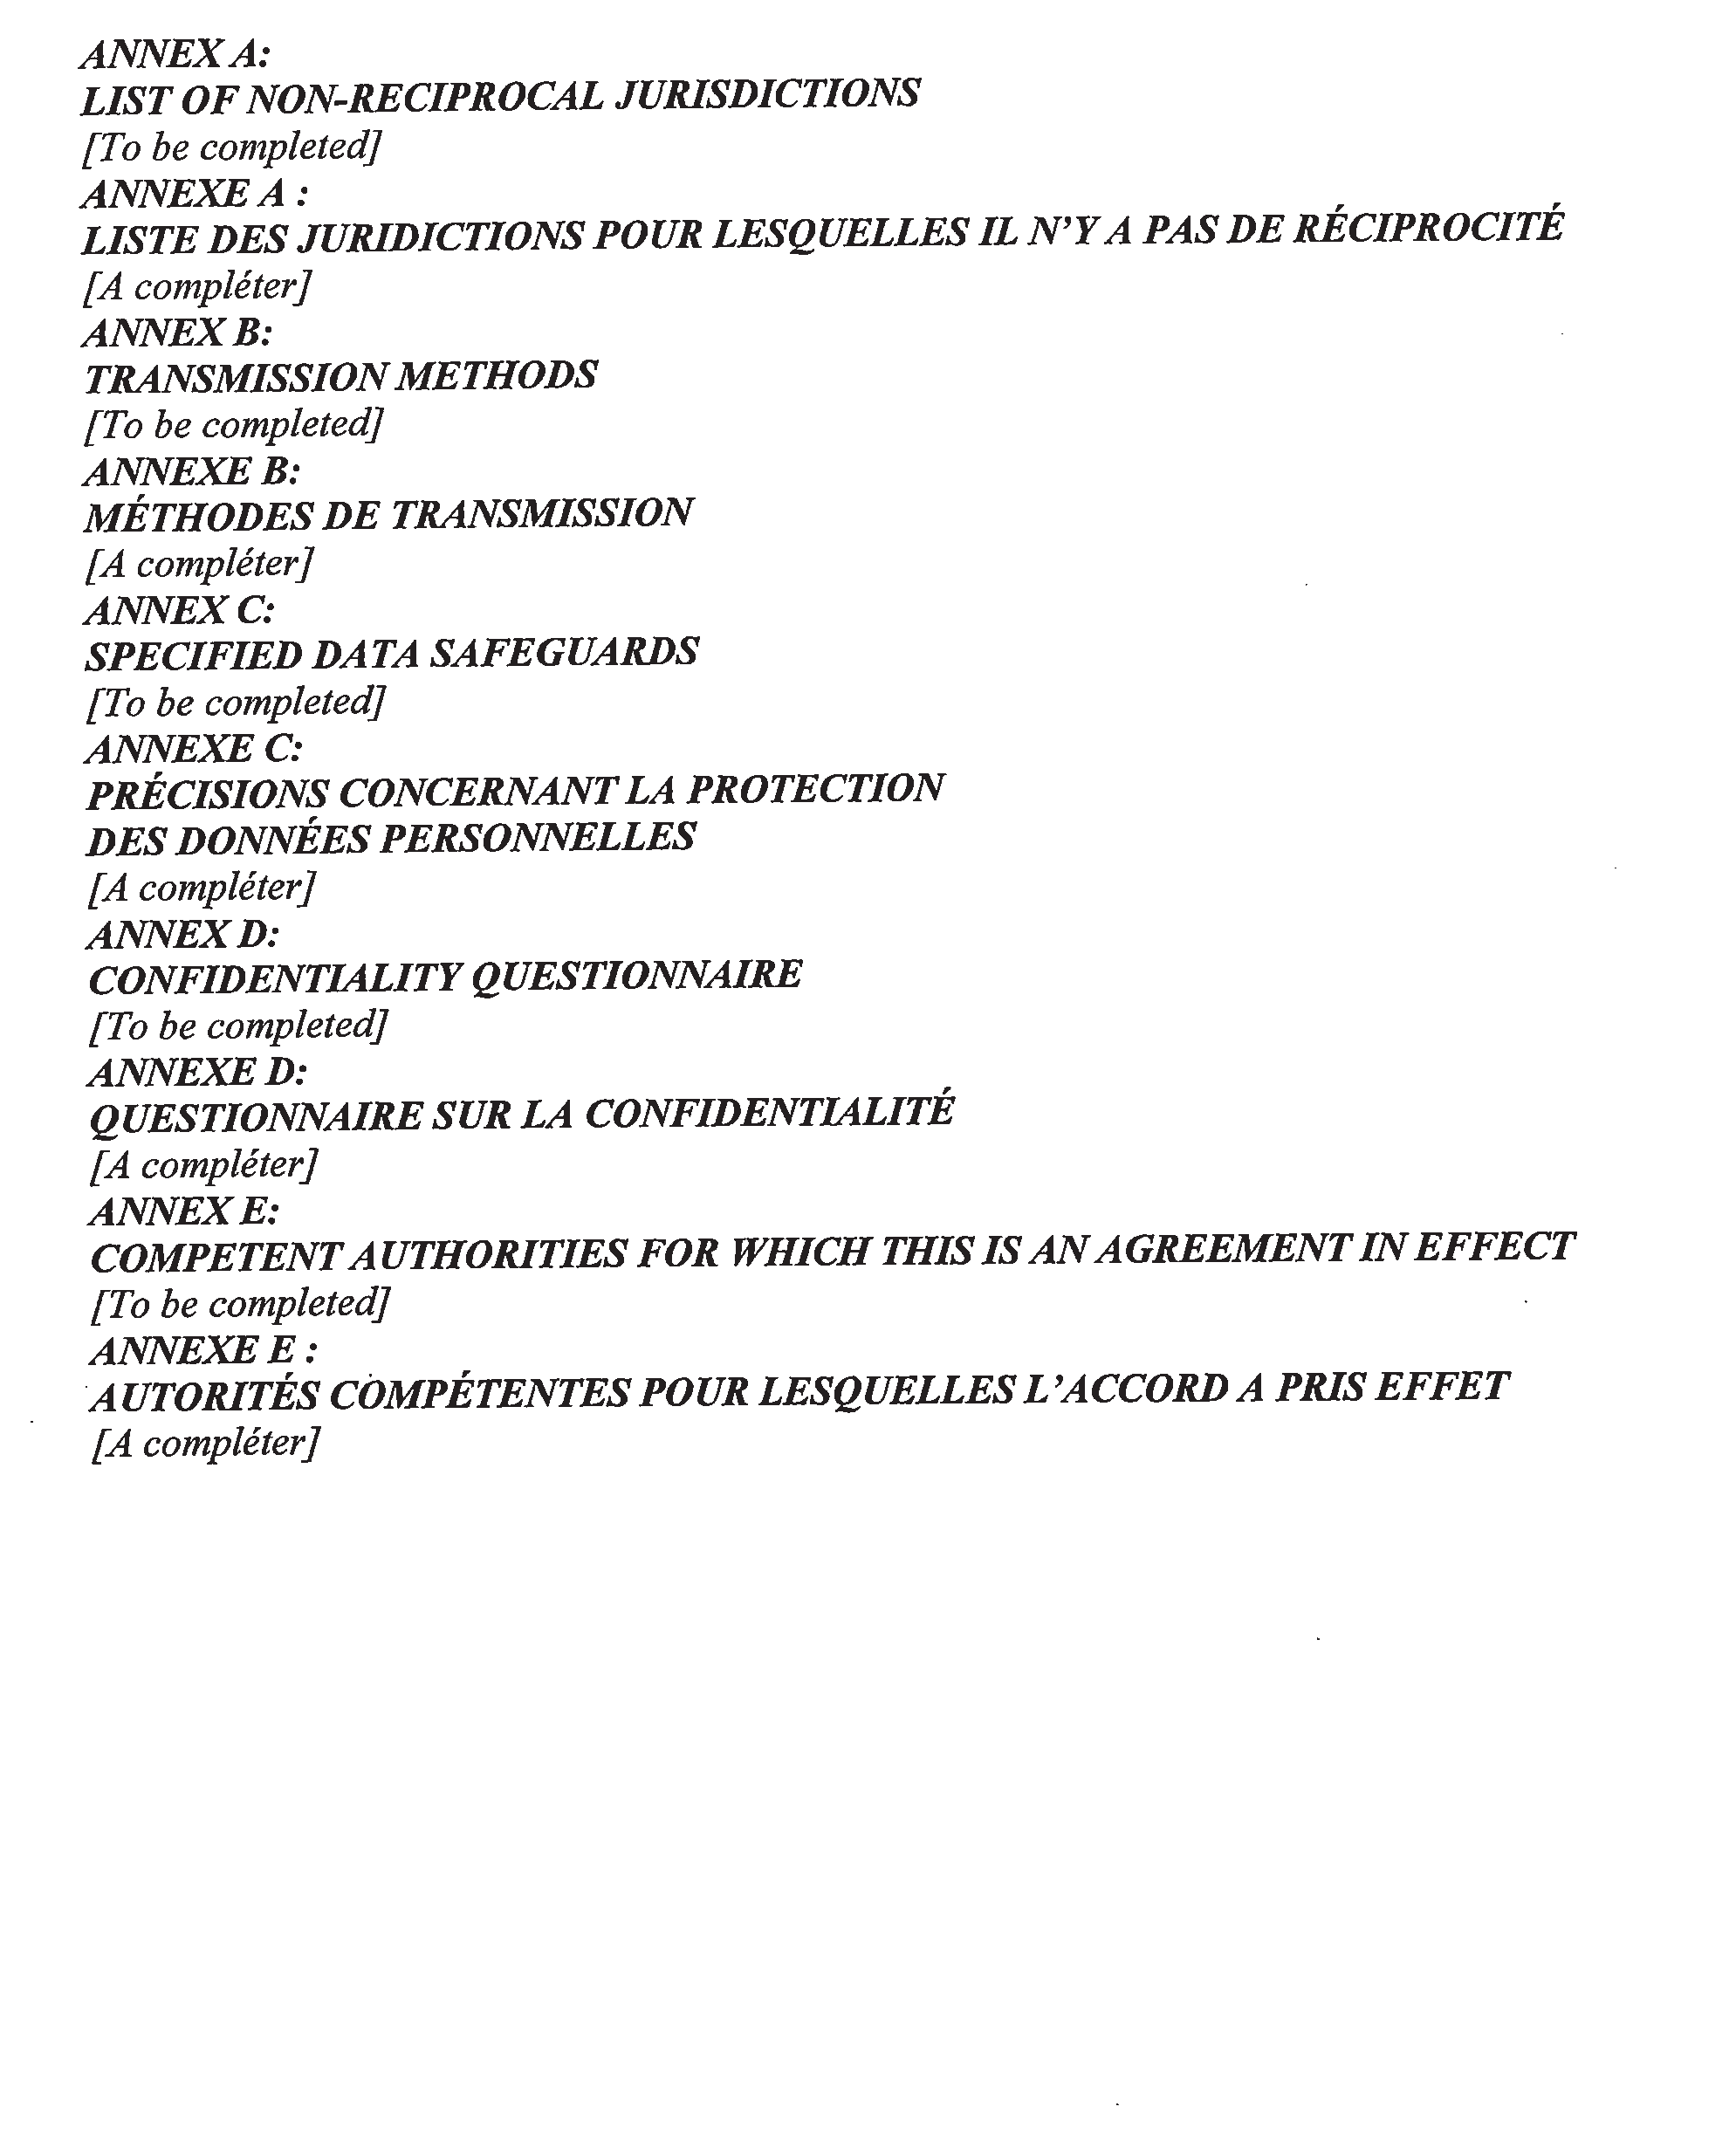 ANNEX A:
LIST OF NON-RECIPROCAL JURISDICTIONS
[To be completed]
ANNEXE A :
LISTE DES JURIDICTIONS POUR LESQUELLES IL N'Y A PAS DE RÉCIPROCITÉ
[A compléter]
ANNEX B:
TRANSMISSION METHODS
[To be completed]
ANNEXE B:
MÉTHODES DE TRANSMISSION
[A compléter]
ANNEX C:
SPECIFIED DATA SAFEGUARDS
[To be completed]
ANNEXE C:
PRÉCISIONS CONCERNANT LA PROTECTION
DES DONNÉES PERSONNELLES
[A compléter]
ANNEX D:
CONFIDENTIALITY QUESTIONNAIRE
[To be completed]
ANNEXE D:
QUESTIONNAIRE SUR LA CONFIDENTIALITÉ
[A compléter]
ANNEX E:
COMPETENT AUTHORITIES FOR WHICH THIS IS AN AGREEMENT IN EFFECT
[To be completed]
ANNEXE E :
AUTORITÉS COMPÉTENTES POUR LESQUELLES L'ACCORD A PRIS EFFET
[A compléter]